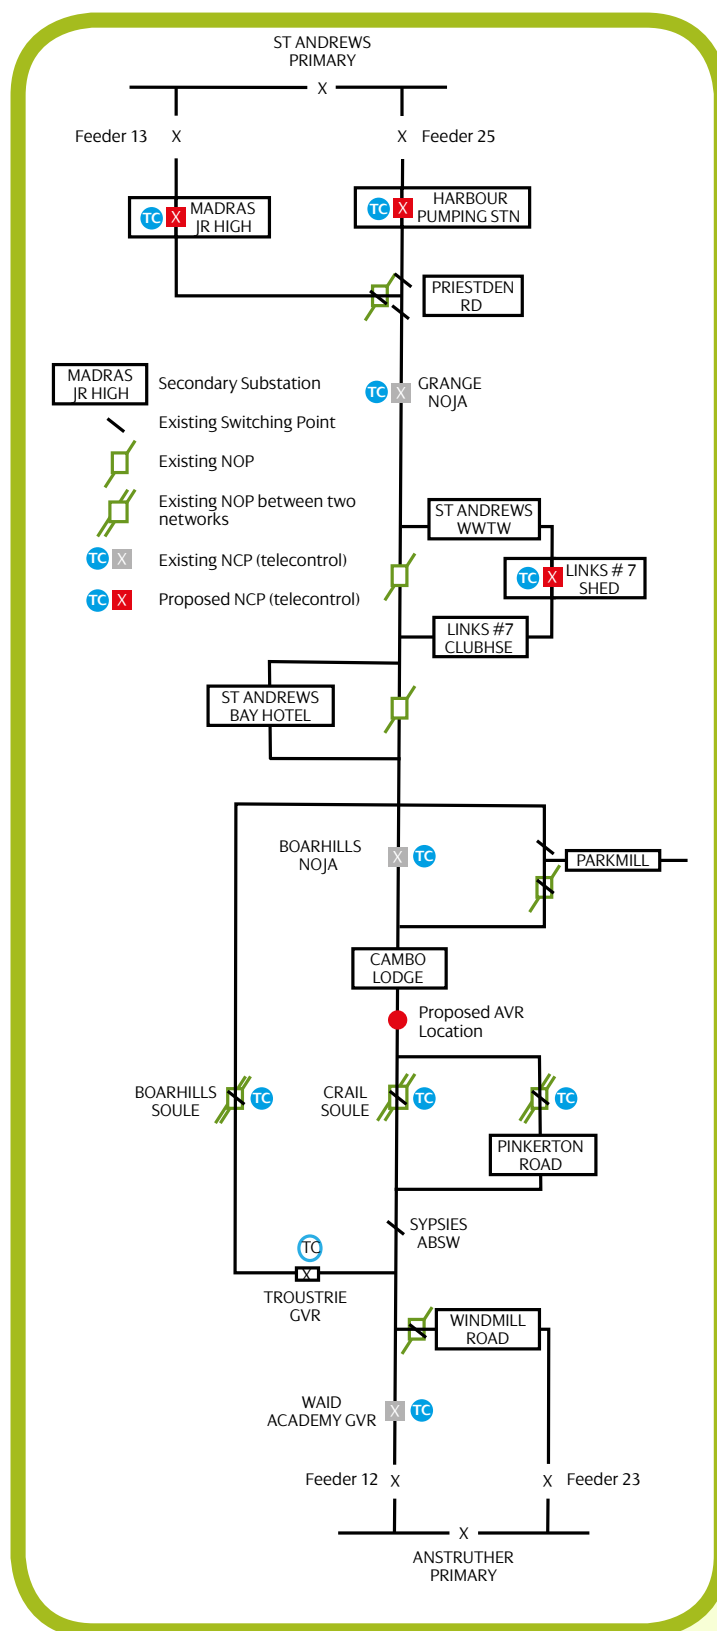 ST ANDREWS
PRIMARY
X
Feeder 13
X
X
Feeder 25
TC
X
MADRAS
JR HIGH
TC
X
HARBOUR
PUMPING STN
PRIESTDEN
RD
TC
X
GRANGE
NOJA
MADRAS
JR HIGH
Secondary Substation
Existing Switching Point
Existing NOP
Existing NOP between two
networks
TC
X
Existing NCP (telecontrol)
TC
X
Proposed NCP (telecontrol)
ST ANDREWS
WWTW
TC
X
LINKS # 7
SHED
LINKS #7
CLUBHSE
ST ANDREWS
BAY HOTEL
BOARHILLS
NOJA
X
TC
PARKMILL
CAMBO
LODGE
Proposed AVR
Location
BOARHILLS
SOULE
TC
CRAIL
SOULE
TC
TC
PINKERTON
ROAD
SYPSIES
ABSW
TC
X
TROUSTRIE
GVR
WINDMILL
ROAD
WAID
ACADEMY GVR
X
TC
Feeder 12
X
X
Feeder 23
X
ANSTRUTHER
PRIMARY